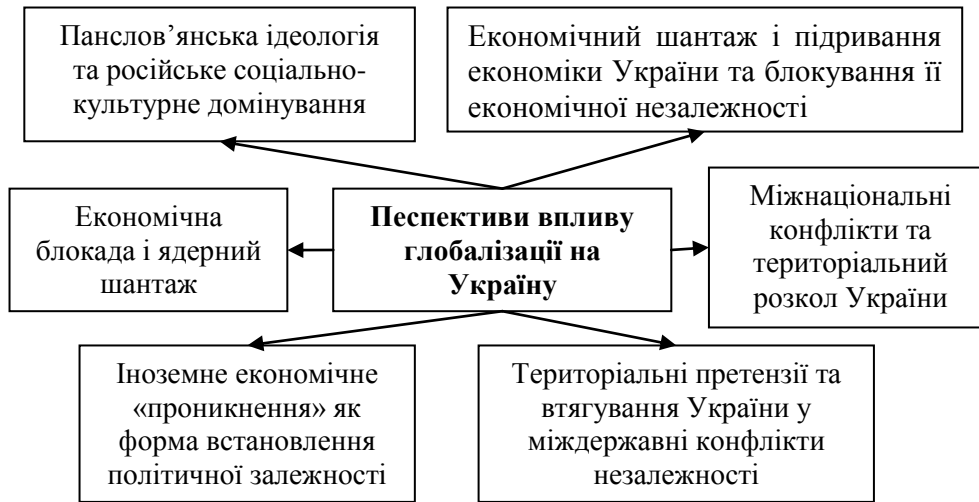 Панслов’янська ідеологія
та російське соціально-
культурне домінування
Економічний шантаж і підривання
економіки України та блокування її
економічної незалежності
Економічна
блокада і ядерний
шантаж
Песпективи впливу
глобалізації на
Україну
Міжнаціональні
конфлікти та
територіальний
розкол України
Іноземне економічне
«проникнення» як
форма встановлення
політичної залежності
Територіальні претензії та
втягування України у
міждержавні конфлікти
незалежності